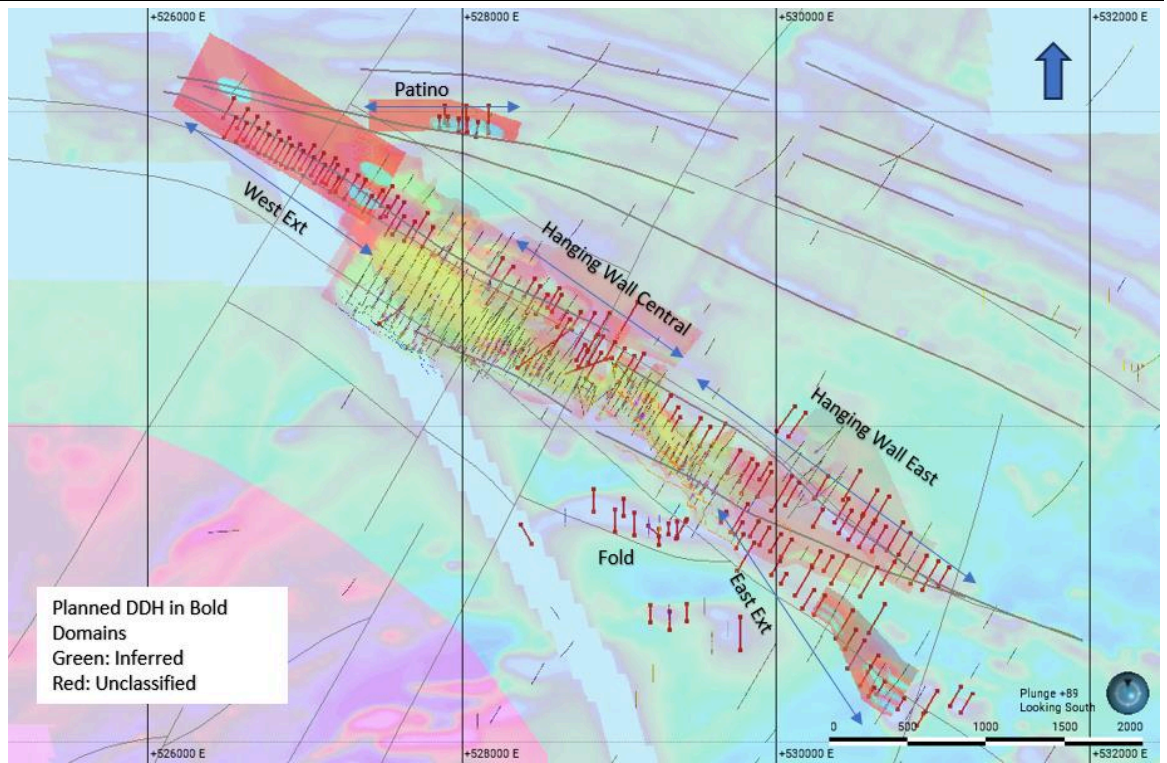 +526000 E
+528000 E
+530000 E
+532000 E
Patino
West Ext
Hanging Wall Central
Hanging Wall East
Fold
East Ext
Planned DDH in Bold
Domains
Green: Inferred
Red: Unclassified
Plunge +89
Looking South
0 500 1000 1500 2000
+526000 E
+528000 E
+530000 E
+532000 E